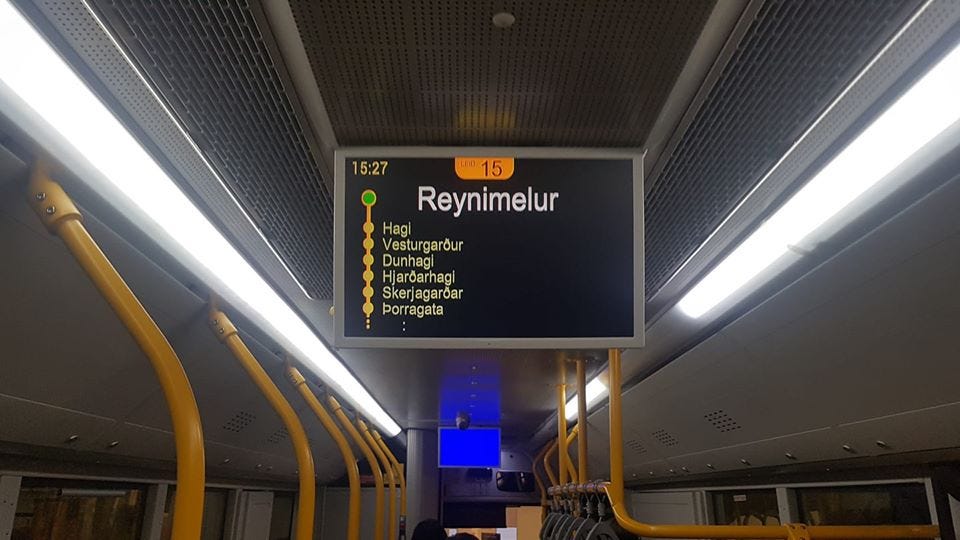 15:27
LEIÐ 15
Reynimelur
Hagi
Vesturgarður
Dunhagi
Hjarðarhagi
Skerjagarðar
Þorragata